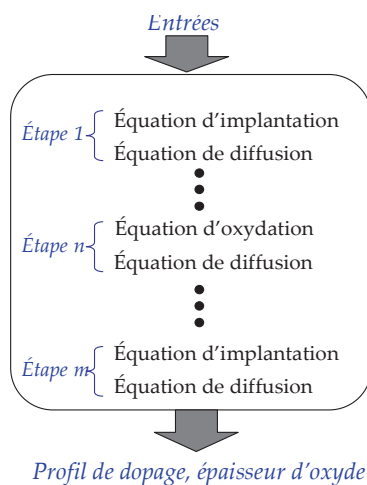 Entrées
Étape 1
Équation d'implantation
Équation de diffusion
Étape n
Équation d'oxydation
Équation de diffusion
Étape m
Équation d'implantation
Équation de diffusion
Profil de dopage, épaisseur d'oxyde